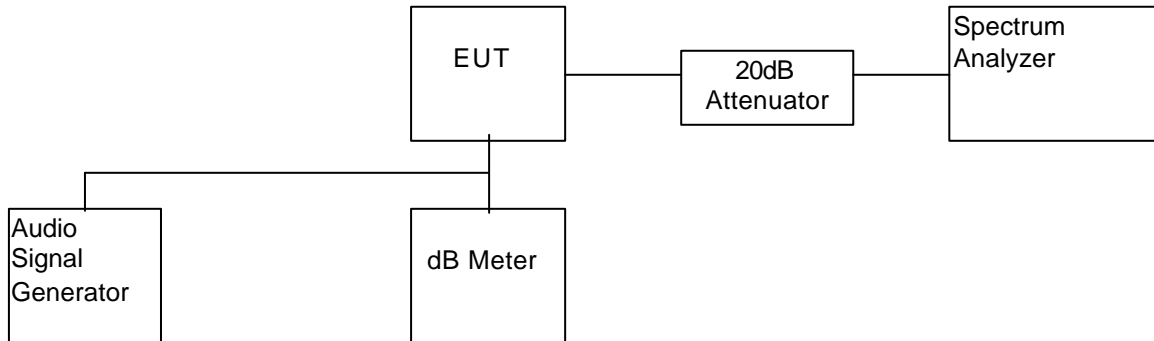 EUT
20dB
Attenuator
Spectrum
Analyzer
Audio
Signal
Generator
dB Meter